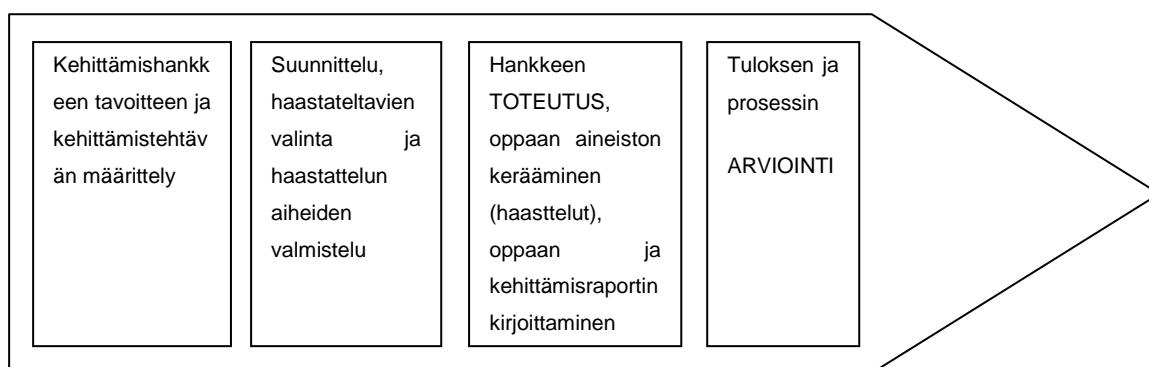 Kehittämishankk
een tavoitteen ja
kehittämistehtäv
än määrittely
Suunnittelu,
haastateltavien
valinta ja
haastattelun
aiheiden
valmistelu
Hankkeen
TOTEUTUS,
oppaan aineiston
kerääminen
(haasttelut),
oppaan ja
kehittämisraportin
kirjoittaminen
Tuloksen ja
prosessin
ARVIOINTI